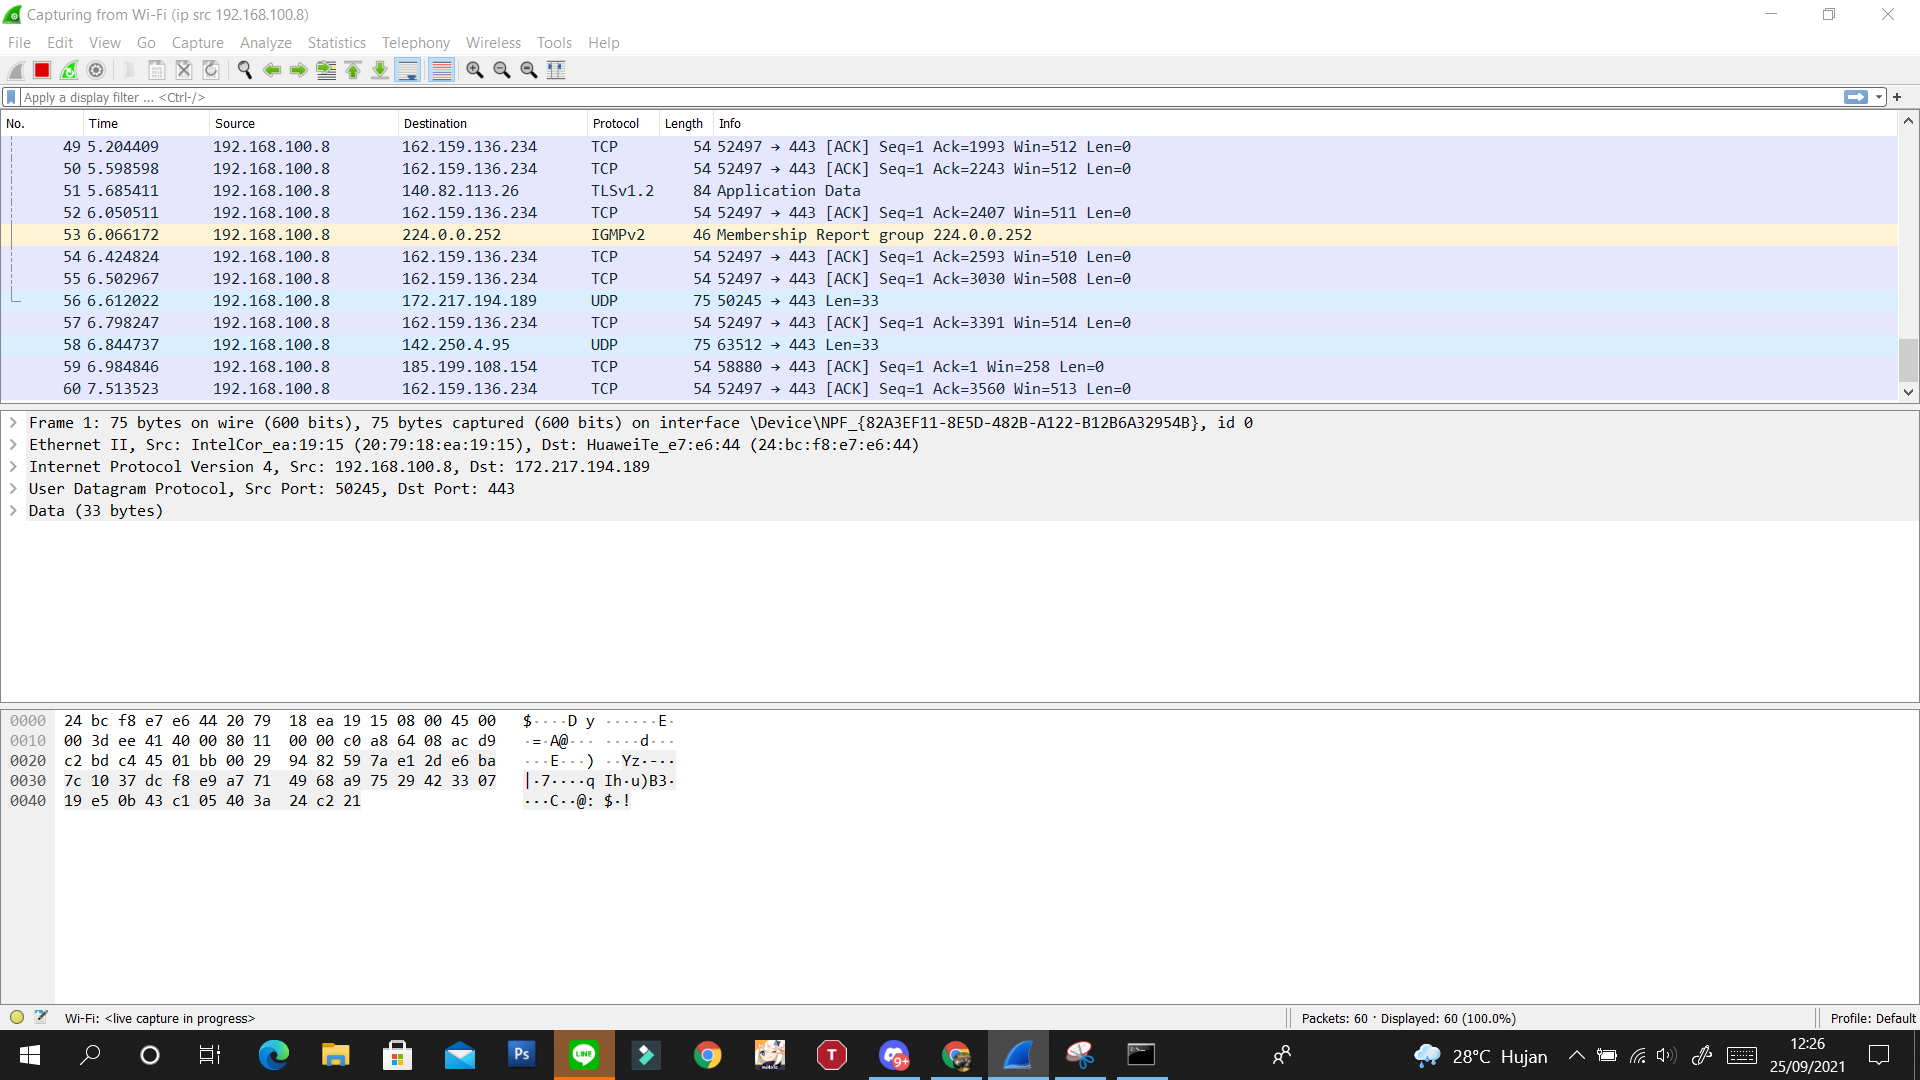 Capturing from Wi-Fi (ip src 192.168.100.8)
File Edit View Go Capture Analyze Statistics Telephony Wireless Tools Help
Apply a display filter ... <Ctrl-/>
No. Time Source Destination Protocol Length Info
49 5.204409 192.168.100.8 162.159.136.234 TCP 54 52497 → 443 [ACK] Seq=1 Ack=1993 Win=512 Len=0
50 5.598598 192.168.100.8 162.159.136.234 TCP 54 52497 → 443 [ACK] Seq=1 Ack=2243 Win=512 Len=0
51 5.685411 192.168.100.8 140.82.113.26 TLSv1.2 84 Application Data
52 6.050511 192.168.100.8 162.159.136.234 TCP 54 52497 → 443 [ACK] Seq=1 Ack=2407 Win=511 Len=0
53 6.066172 192.168.100.8 224.0.0.252 IGMPv2 46 Membership Report group 224.0.0.252
54 6.424824 192.168.100.8 162.159.136.234 TCP 54 52497 → 443 [ACK] Seq=1 Ack=2593 Win=510 Len=0
55 6.502967 192.168.100.8 162.159.136.234 TCP 54 52497 → 443 [ACK] Seq=1 Ack=3030 Win=508 Len=0
56 6.612022 192.168.100.8 172.217.194.189 UDP 75 50245 → 443 Len=33
57 6.798247 192.168.100.8 162.159.136.234 TCP 54 52497 → 443 [ACK] Seq=1 Ack=3391 Win=514 Len=0
58 6.844737 192.168.100.8 142.250.4.95 UDP 75 63512 → 443 Len=33
59 6.984846 192.168.100.8 185.199.108.154 TCP 54 58880 → 443 [ACK] Seq=1 Ack=1 Win=258 Len=0
60 7.513523 192.168.100.8 162.159.136.234 TCP 54 52497 → 443 [ACK] Seq=1 Ack=3560 Win=513 Len=0
Frame 1: 75 bytes on wire (600 bits), 75 bytes captured (600 bits) on interface \Device\NPF_{82A3EF11-8E5D-482B-A122-B12B6A32954B}, id 0
Ethernet II, Src: IntelCor_ea:19:15 (20:79:18:ea:19:15), Dst: HuaweiTe_e7:e6:44 (24:bc:f8:e7:e6:44)
Internet Protocol Version 4, Src: 192.168.100.8, Dst: 172.217.194.189
User Datagram Protocol, Src Port: 50245, Dst Port: 443
Data (33 bytes)
0000 24 bc f8 e7 e6 44 20 79 18 ea 19 15 08 00 45 00 $····D y ······E·
0010 00 3d ee 41 40 00 80 11 00 00 c0 a8 64 08 ac d9 ·=·A@··· ····d···
0020 c2 bd c4 45 01 bb 00 29 94 82 59 7a e1 2d e6 ba ···E···) ··Yz·-··
0030 7c 10 37 dc f8 e9 a7 71 49 68 a9 75 29 42 33 07 |·7····q Ih·u)B3·
0040 19 e5 0b 43 c1 05 40 3a 24 c2 21 ···C··@: $·!
Wi-Fi: <live capture in progress> Packets: 60 · Displayed: 60 (100.0%) Profile: Default
Ps LINE T 9+ 28°C Hujan 12:26
25/09/2021